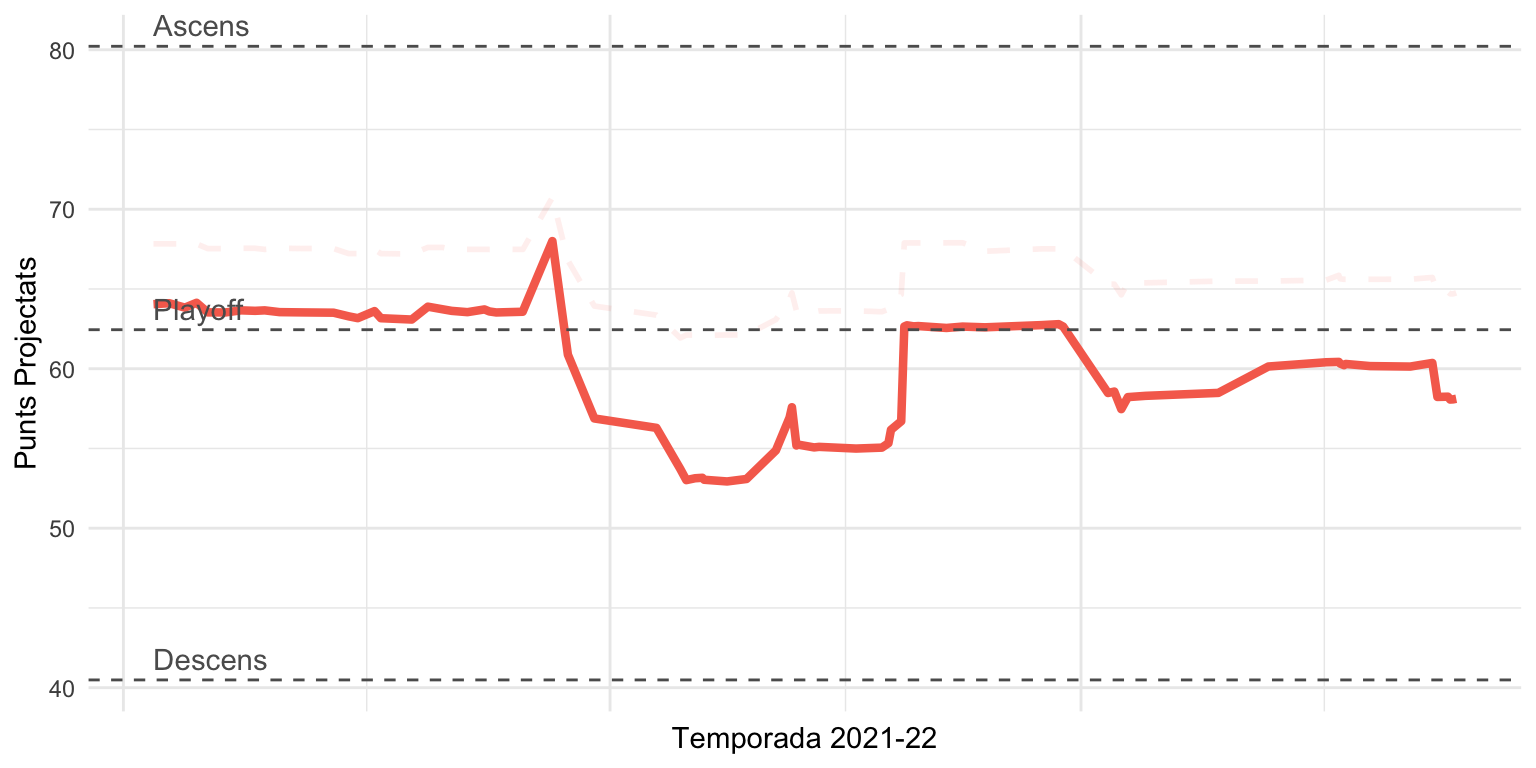 Ascens
80
70
Playoff
60
50
Descens
40
Punts Projectats
Temporada 2021-22